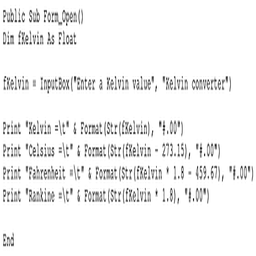 Public Sub Form_Open()
Dim fKelvin As Float
fKelvin = InputBox("Enter a Kelvin value", "Kelvin converter")
Print "Kelvin =\t" & Format(Str(fKelvin), "#.00")
Print "Celsius =\t" & Format(Str(fKelvin - 273.15), "#.00")
Print "Fahrenheit =\t" & Format(Str(fKelvin * 1.8 - 459.67), "#.00")
Print "Rankine =\t" & Format(Str(fKelvin * 1.8), "#.00")
End